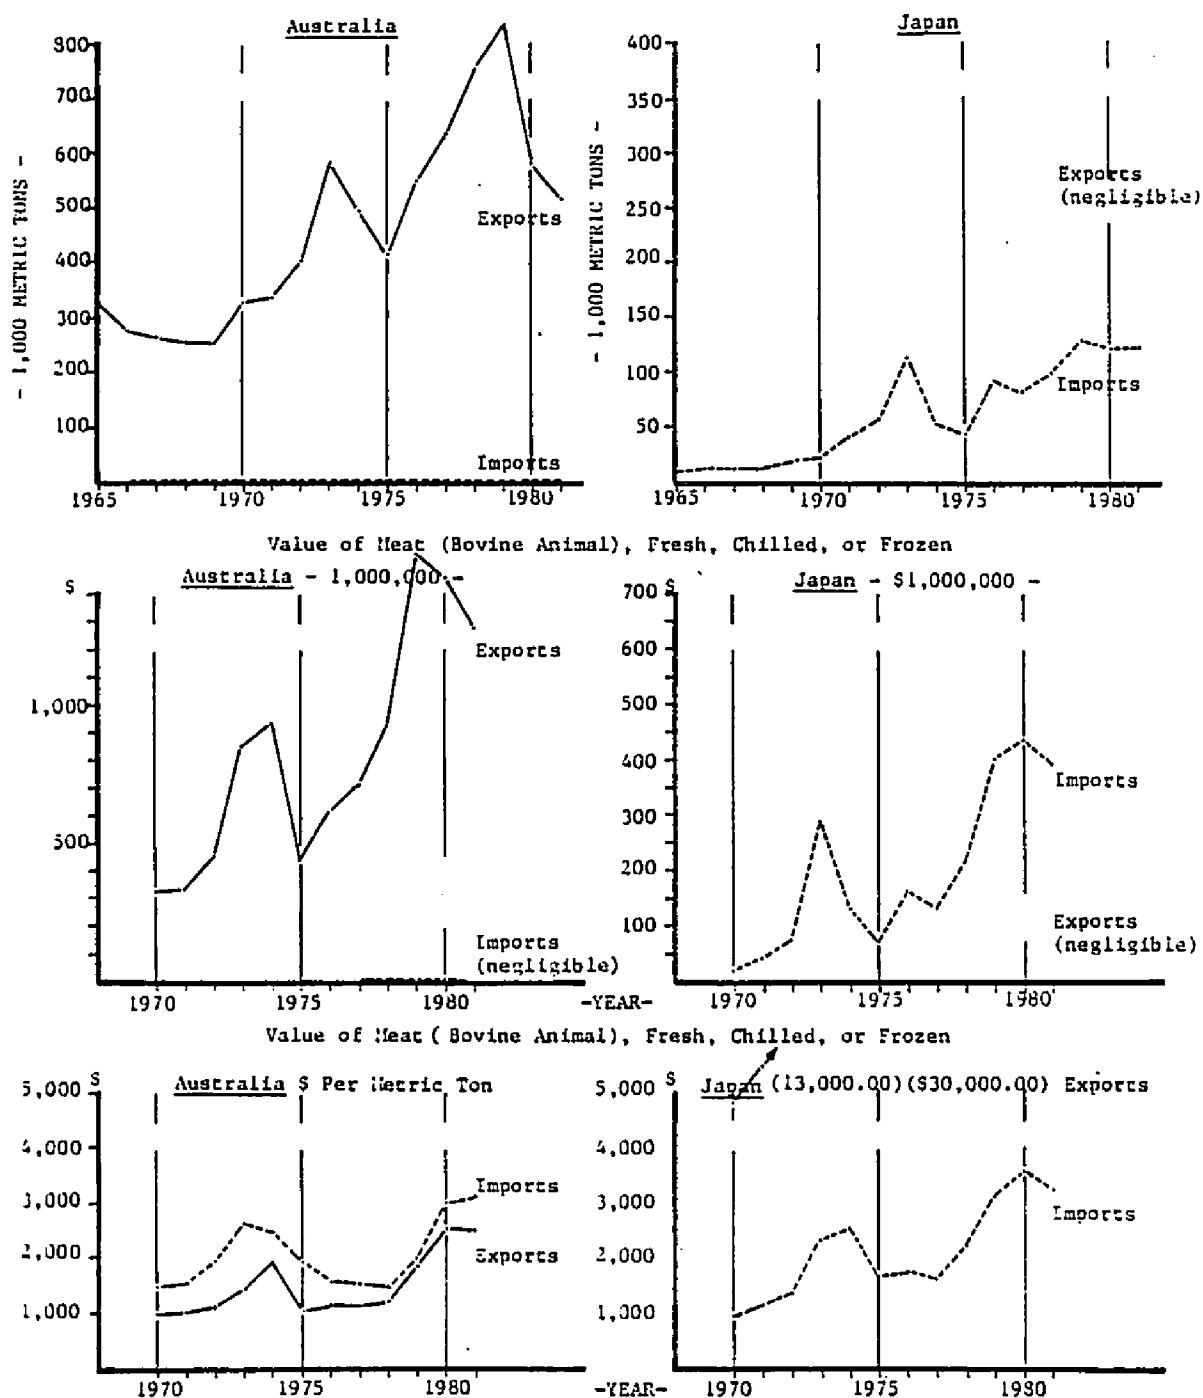 Australia
800
700
600
500
400
300
200
100
- 1,000 METRIC TONS -
Exports
Imports
1965 1970 1975 1980
Japan
400
350
300
250
200
150
100
50
- 1,000 METRIC TONS -
Exports
(negligible)
Imports
1965 1970 1975 1980
Value of Meat (Bovine Animal), Fresh, Chilled, or Frozen
Australia - 1,000,000 -
$
1,000
500
Exports
Imports
(negligible)
1970 1975 1980
-YEAR-
Japan - $1,000,000 -
700 $
600
500
400
300
200
100
Imports
Exports
(negligible)
1970 1975 1980
Value of Meat ( Bovine Animal), Fresh, Chilled, or Frozen
Australia $ Per Metric Ton
5,000 $
4,000
3,000
2,000
1,000
Imports
Exports
1970 1975 1980
-YEAR-
Japan (13,000.00)($30,000.00) Exports
5,000 $
4,000
3,000
2,000
1,000
Imports
1970 1975 1980